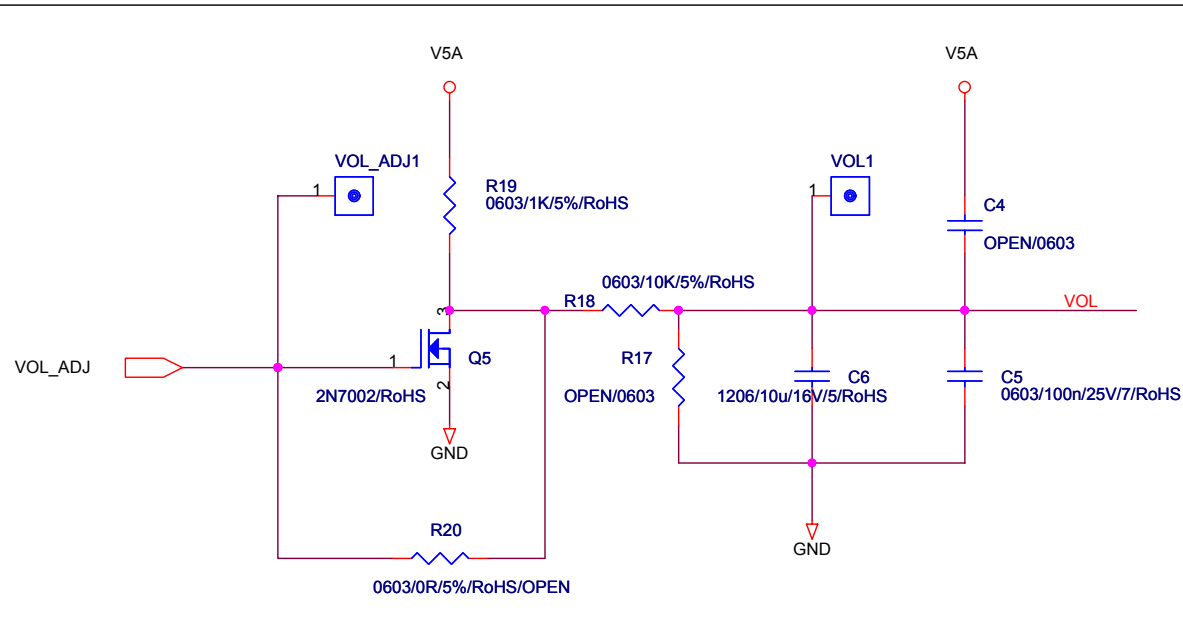 V5A
V5A
VOL_ADJ1
VOL1
1
R19
0603/1K/5%/RoHS
1
C4
OPEN/0603
0603/10K/5%/RoHS
R18
VOL
3
VOL_ADJ
1
Q5
R17
C6
C5
2N7002/RoHS
2
OPEN/0603
1206/10u/16V/5/RoHS
0603/100n/25V/7/RoHS
GND
R20
GND
0603/0R/5%/RoHS/OPEN